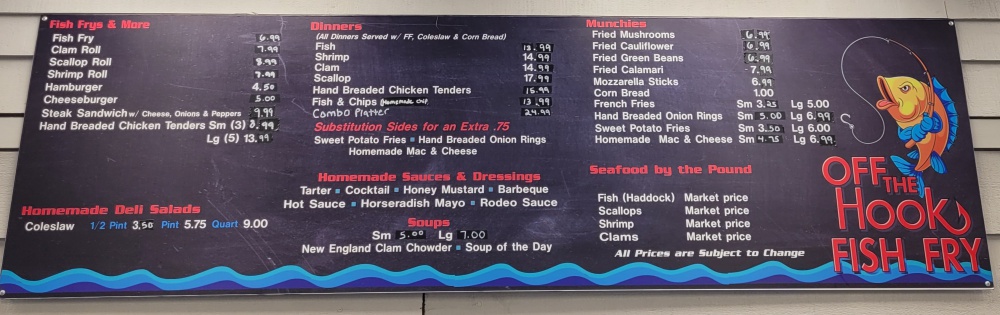 Fish Frys & More
Fish Fry 6.99
Clam Roll 7.99
Scallop Roll 8.99
Shrimp Roll 7.99
Hamburger 4.50
Cheeseburger 5.00
Steak Sandwich w/ Cheese, Onions & Peppers 9.99
Hand Breaded Chicken Tenders Sm (3) 8.99
Lg (5) 13.99
Homemade Deli Salads
Coleslaw 1/2 Pint 3.50 Pint 5.75 Quart 9.00
Dinners
(All Dinners Served w/ FF, Coleslaw & Corn Bread)
Fish 13.99
Shrimp 14.99
Clam 14.99
Scallop 17.99
Hand Breaded Chicken Tenders 15.99
Fish & Chips Homemade chip 13.99
Combo Platter 24.99
Substitution Sides for an Extra .75
Sweet Potato Fries ▪ Hand Breaded Onion Rings
Homemade Mac & Cheese
Homemade Sauces & Dressings
Tarter ▪ Cocktail ▪ Honey Mustard ▪ Barbeque
Hot Sauce ▪ Horseradish Mayo ▪ Rodeo Sauce
Soups
Sm 5.00 Lg 7.00
New England Clam Chowder ▪ Soup of the Day
Munchies
Fried Mushrooms 6.99
Fried Cauliflower 6.99
Fried Green Beans 6.99
Fried Calamari 7.99
Mozzarella Sticks 6.99
Corn Bread 1.00
French Fries Sm 3.25 Lg 5.00
Hand Breaded Onion Rings Sm 5.00 Lg 6.99
Sweet Potato Fries Sm 3.50 Lg 6.00
Homemade Mac & Cheese Sm 4.75 Lg 6.99
Seafood by the Pound
Fish (Haddock) Market price
Scallops Market price
Shrimp Market price
Clams Market price
All Prices are Subject to Change
OFF
THE
HOOK
FISH FRY